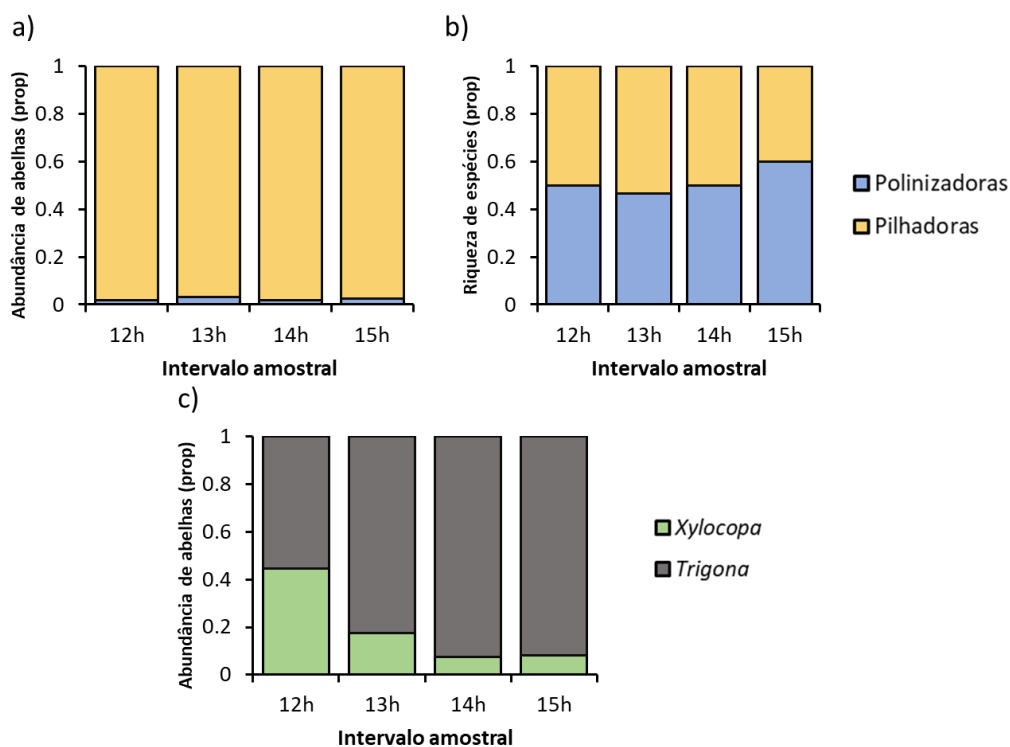 a)
Abundância de abelhas (prop)
1
0.8
0.6
0.4
0.2
0
12h 13h 14h 15h
Intervalo amostral
b)
Riqueza de espécies (prop)
1
0.8
0.6
0.4
0.2
0
12h 13h 14h 15h
Intervalo amostral
Polinizadoras
Pilhadoras
c)
Abundância de abelhas (prop)
1
0.8
0.6
0.4
0.2
0
12h 13h 14h 15h
Intervalo amostral
Xylocopa
Trigona